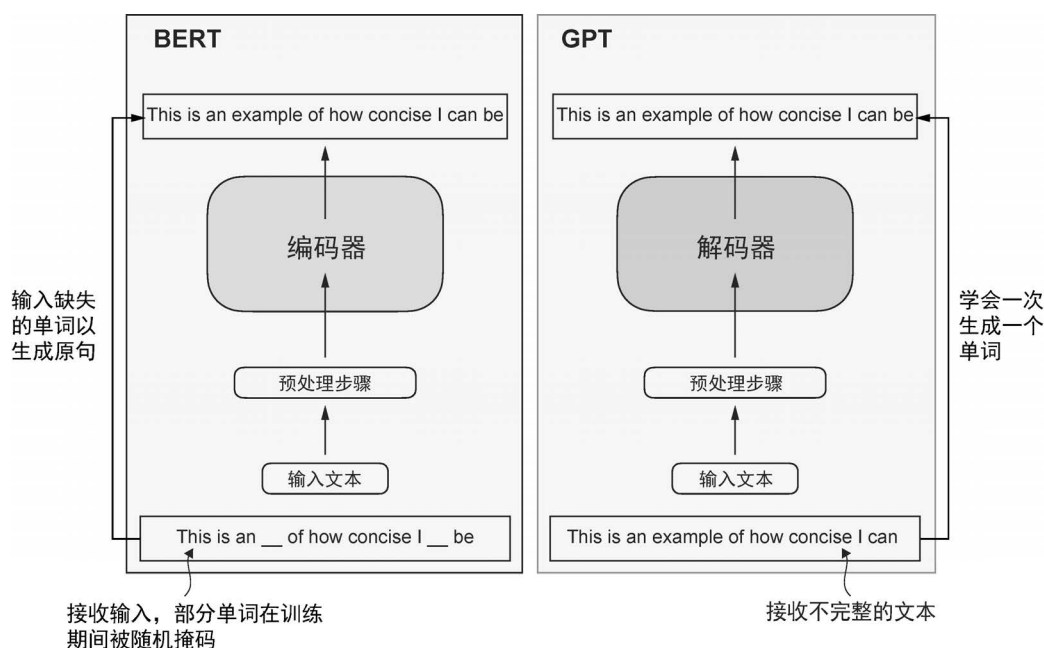 BERT
This is an example of how concise I can be
编码器
输入缺失
的单词以
生成原句
预处理步骤
输入文本
This is an __ of how concise I __ be
接收输入，部分单词在训练
期间被随机掩码
GPT
This is an example of how concise I can be
解码器
学会一次
生成一个
单词
预处理步骤
输入文本
This is an example of how concise I can
接收不完整的文本